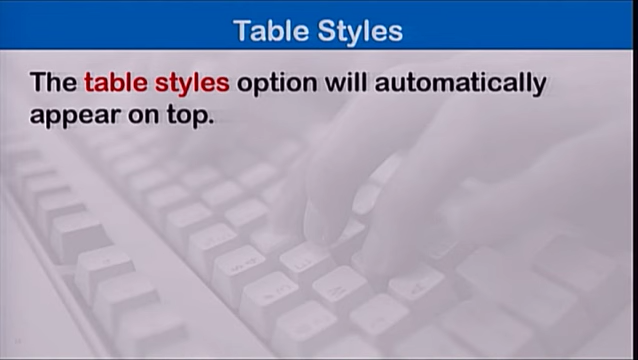 Table Styles
The table styles option will automatically
appear on top.